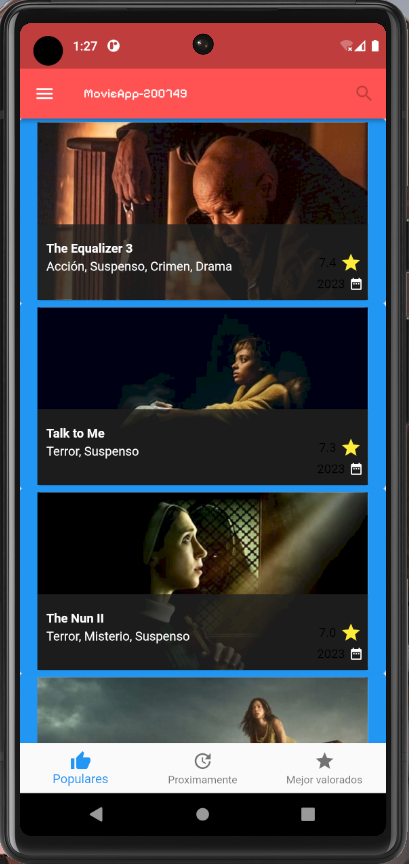 1:27
MovieApp-200749
The Equalizer 3
Acción, Suspenso, Crimen, Drama
7.4
2023
Talk to Me
Terror, Suspenso
7.3
2023
The Nun II
Terror, Misterio, Suspenso
7.0
2023
Populares
Proximamente
Mejor valorados